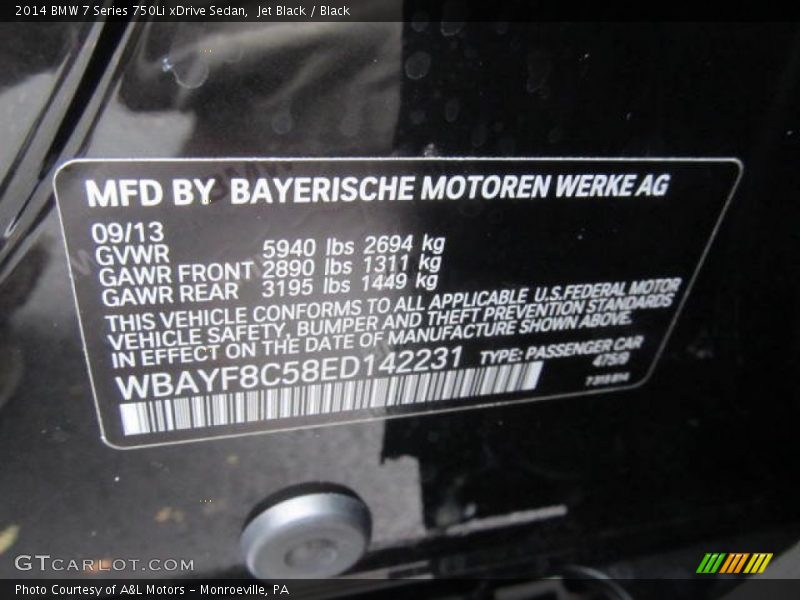 2014 BMW 7 Series 750Li xDrive Sedan, Jet Black / Black
MFD BY BAYERISCHE MOTOREN WERKE AG
09/13
GVWR 5940 lbs 2694 kg
GAWR FRONT 2890 lbs 1311 kg
GAWR REAR 3195 lbs 1449 kg
THIS VEHICLE CONFORMS TO ALL APPLICABLE U.S.FEDERAL MOTOR
VEHICLE SAFETY, BUMPER AND THEFT PREVENTION STANDARDS
IN EFFECT ON THE DATE OF MANUFACTURE SHOWN ABOVE.
WBAYF8C58ED142231 TYPE: PASSENGER CAR
475/9
GTCARLOT.COM
Photo Courtesy of A&L Motors – Monroeville, PA